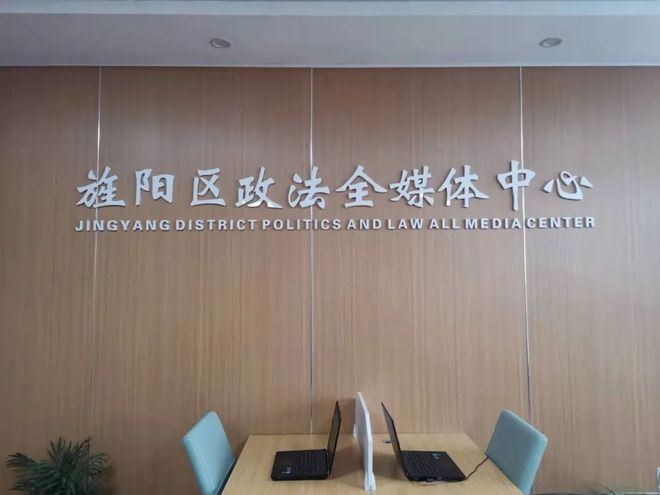 旌阳区政法全媒体中心
JINGYANG DISTRICT POLITICS AND LAW ALL MEDIA CENTER